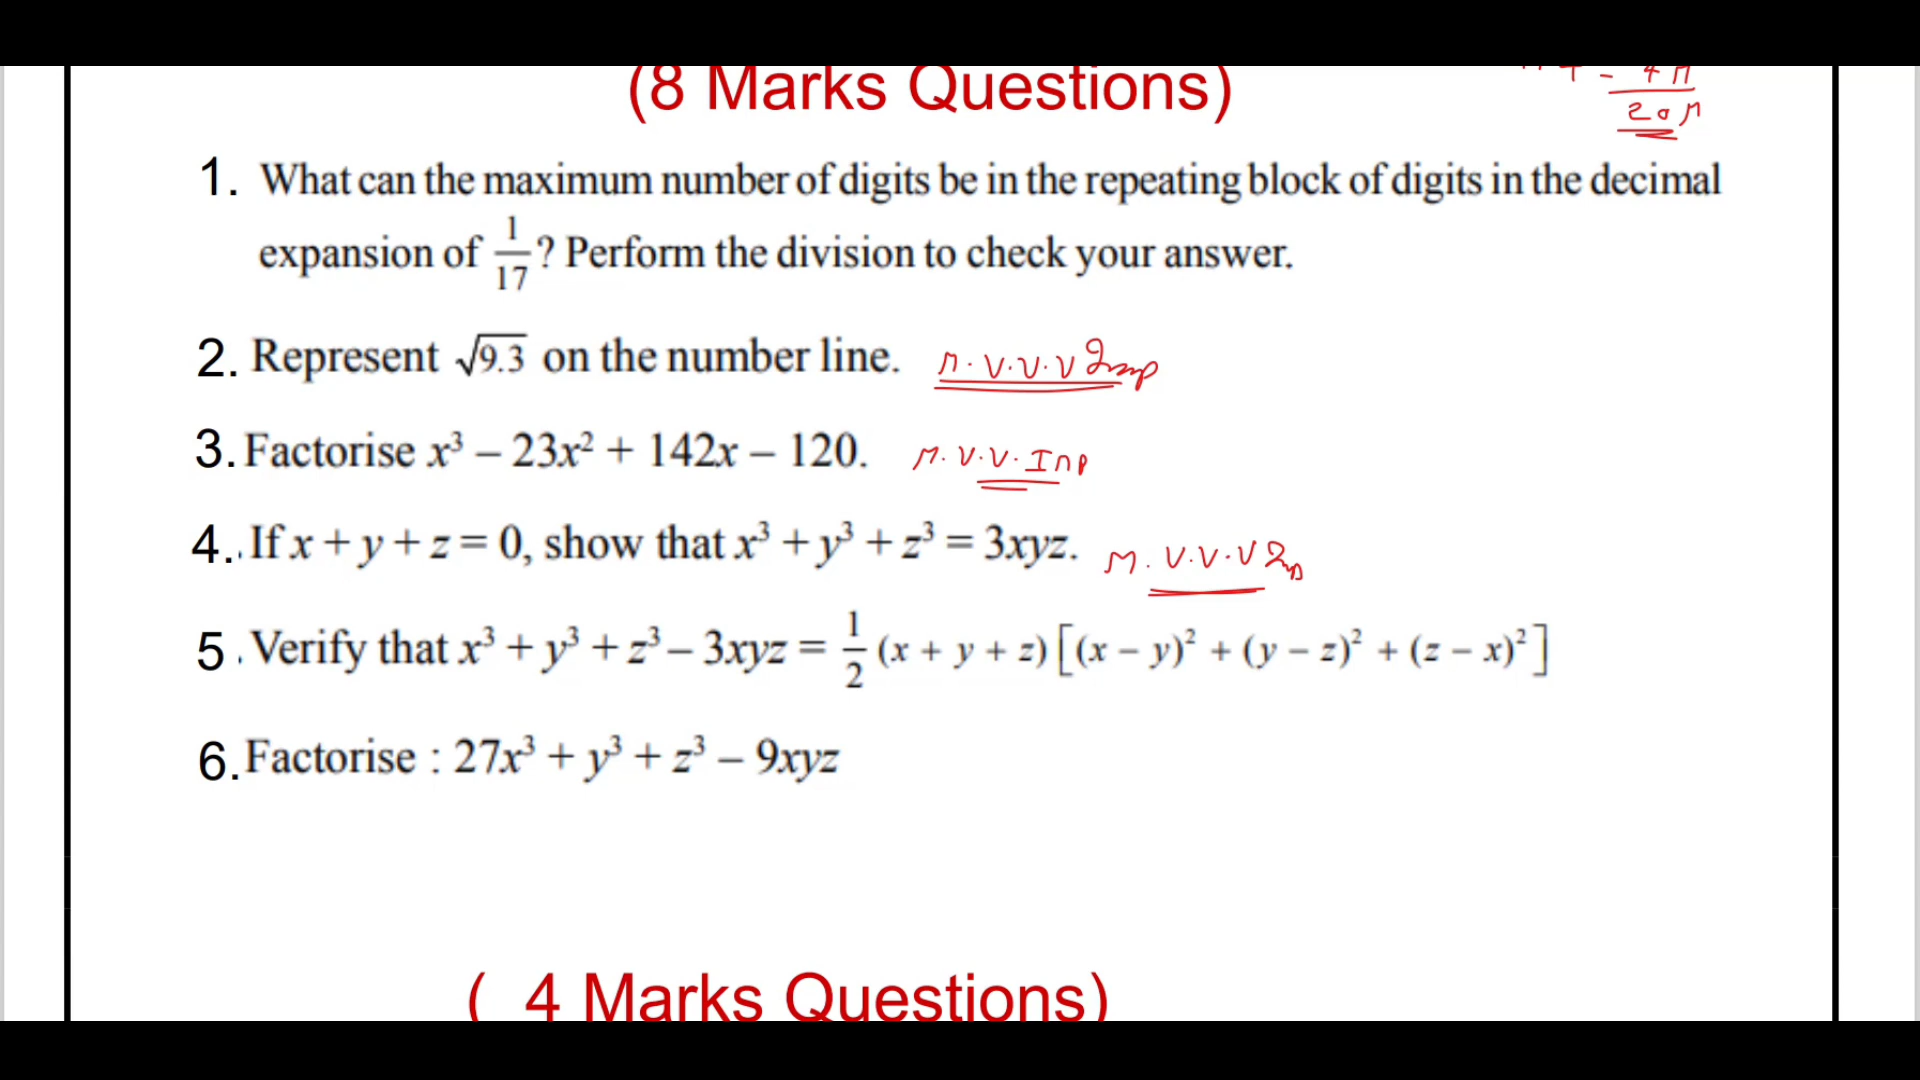 (8 Marks Questions)
4 M
20 M
1. What can the maximum number of digits be in the repeating block of digits in the decimal
expansion of 1/17? Perform the division to check your answer.
2. Represent √9.3 on the number line. M.V.V.V Imp
3. Factorise x³ – 23x² + 142x – 120. M.V.V.Imp
4. If x + y + z = 0, show that x³ + y³ + z³ = 3xyz. M.V.V.V Imp
5. Verify that x³ + y³ + z³ – 3xyz = 1/2 (x + y + z) [(x – y)² + (y – z)² + (z – x)²]
6. Factorise : 27x³ + y³ + z³ – 9xyz
( 4 Marks Questions)